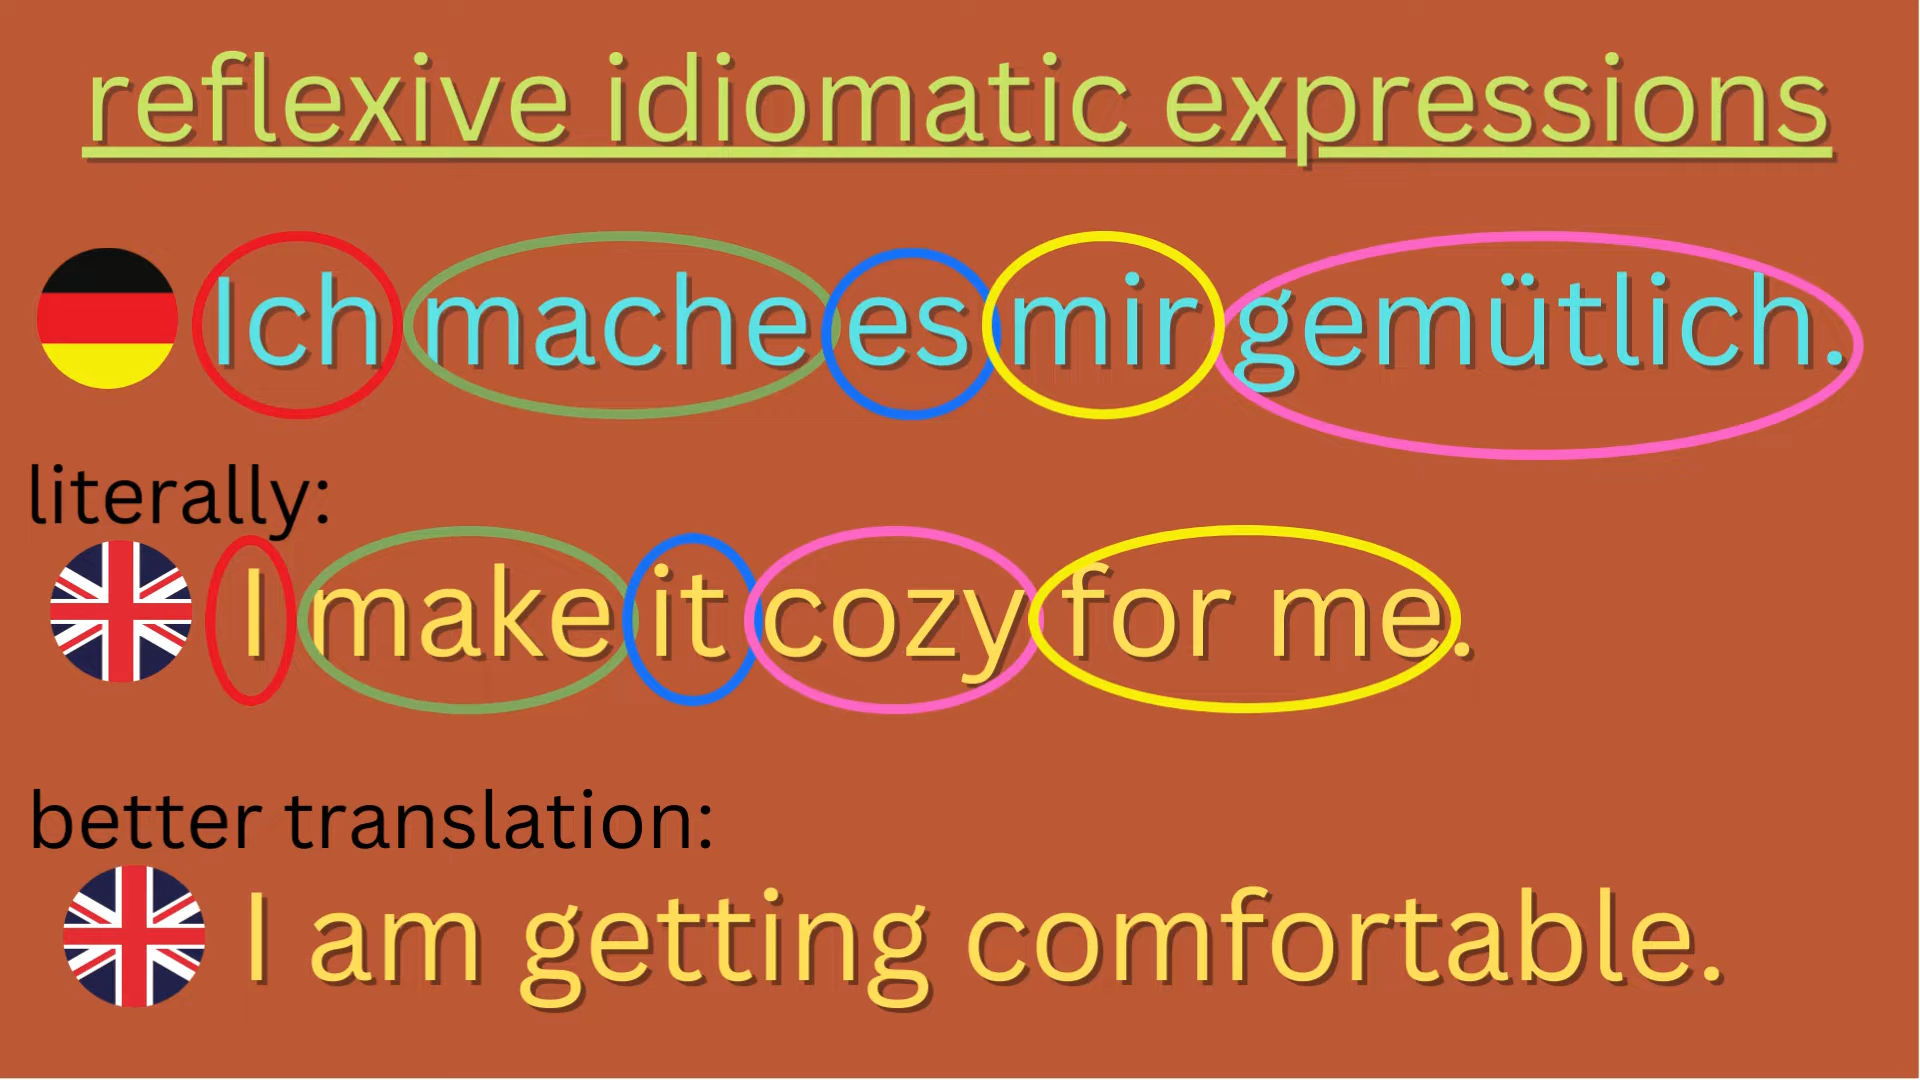 reflexive idiomatic expressions
Ich mache es mir gemütlich.
literally:
I make it cozy for me.
better translation:
I am getting comfortable.